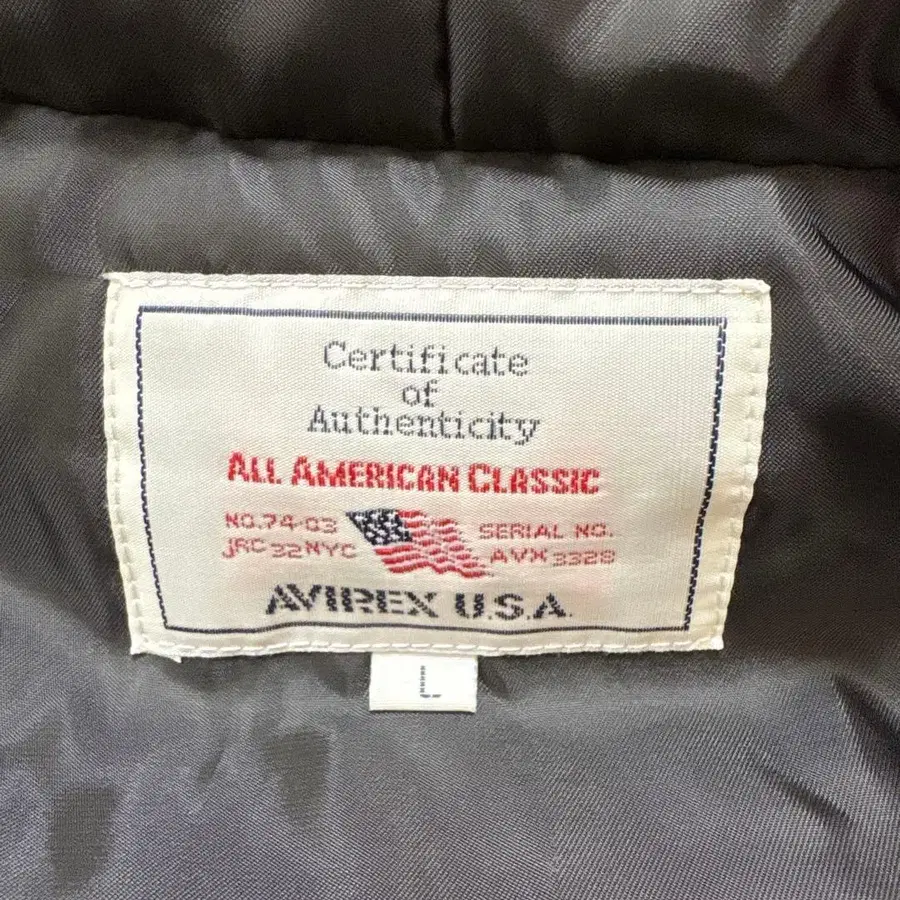 Certificate
of
Authenticity
ALL AMERICAN CLASSIC
NO.74-03 SERIAL NO.
JRC 32 NYC AVX 3328
AVIREX U.S.A.
L